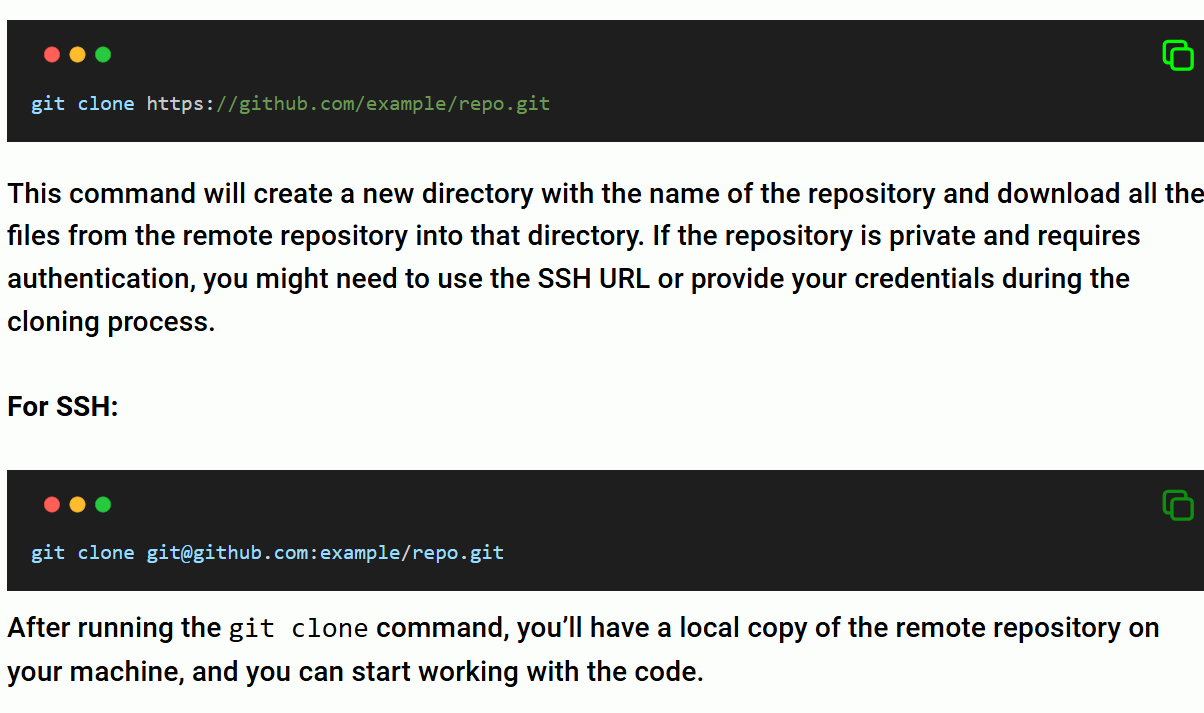 git clone https://github.com/example/repo.git
This command will create a new directory with the name of the repository and download all the
files from the remote repository into that directory. If the repository is private and requires
authentication, you might need to use the SSH URL or provide your credentials during the
cloning process.
For SSH:
git clone git@github.com:example/repo.git
After running the git clone command, you’ll have a local copy of the remote repository on
your machine, and you can start working with the code.